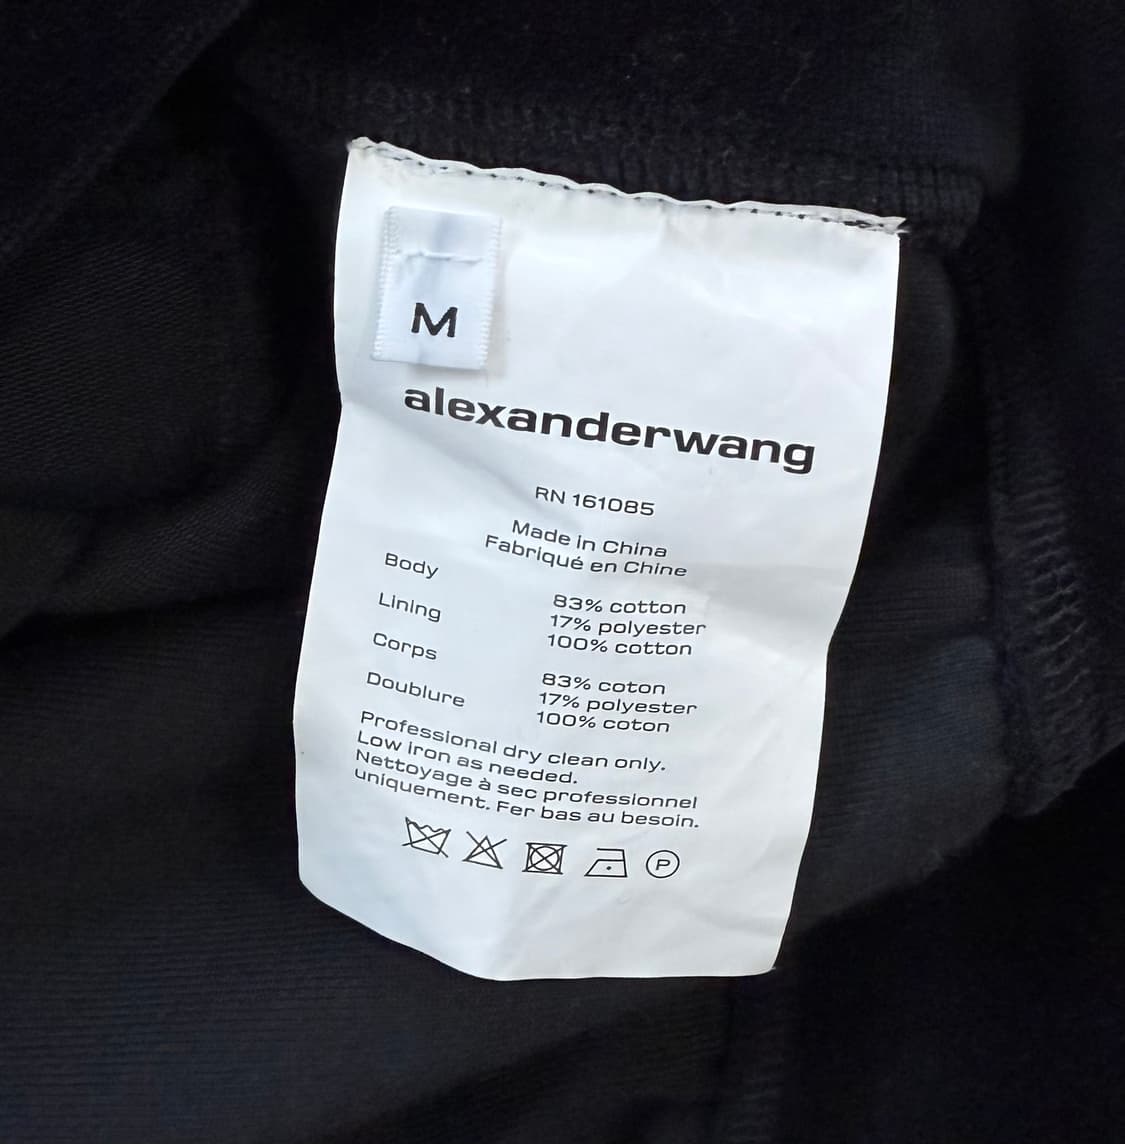 M
alexanderwang
RN 161085
Made in China
Fabriqué en Chine
Body 83% cotton
17% polyester
Lining 100% cotton
Corps 83% coton
17% polyester
Doublure 100% coton
Professional dry clean only.
Low iron as needed.
Nettoyage à sec professionnel
uniquement. Fer bas au besoin.
P